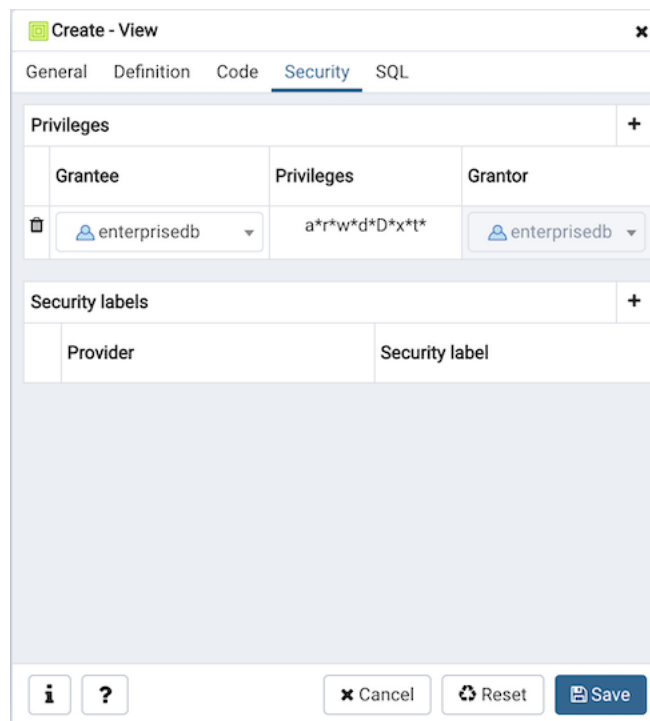 Create - View
General Definition Code Security SQL
Privileges
Grantee Privileges Grantor
enterprisedb a*r*w*d*D*x*t* enterprisedb
Security labels
Provider Security label
i ? Cancel Reset Save